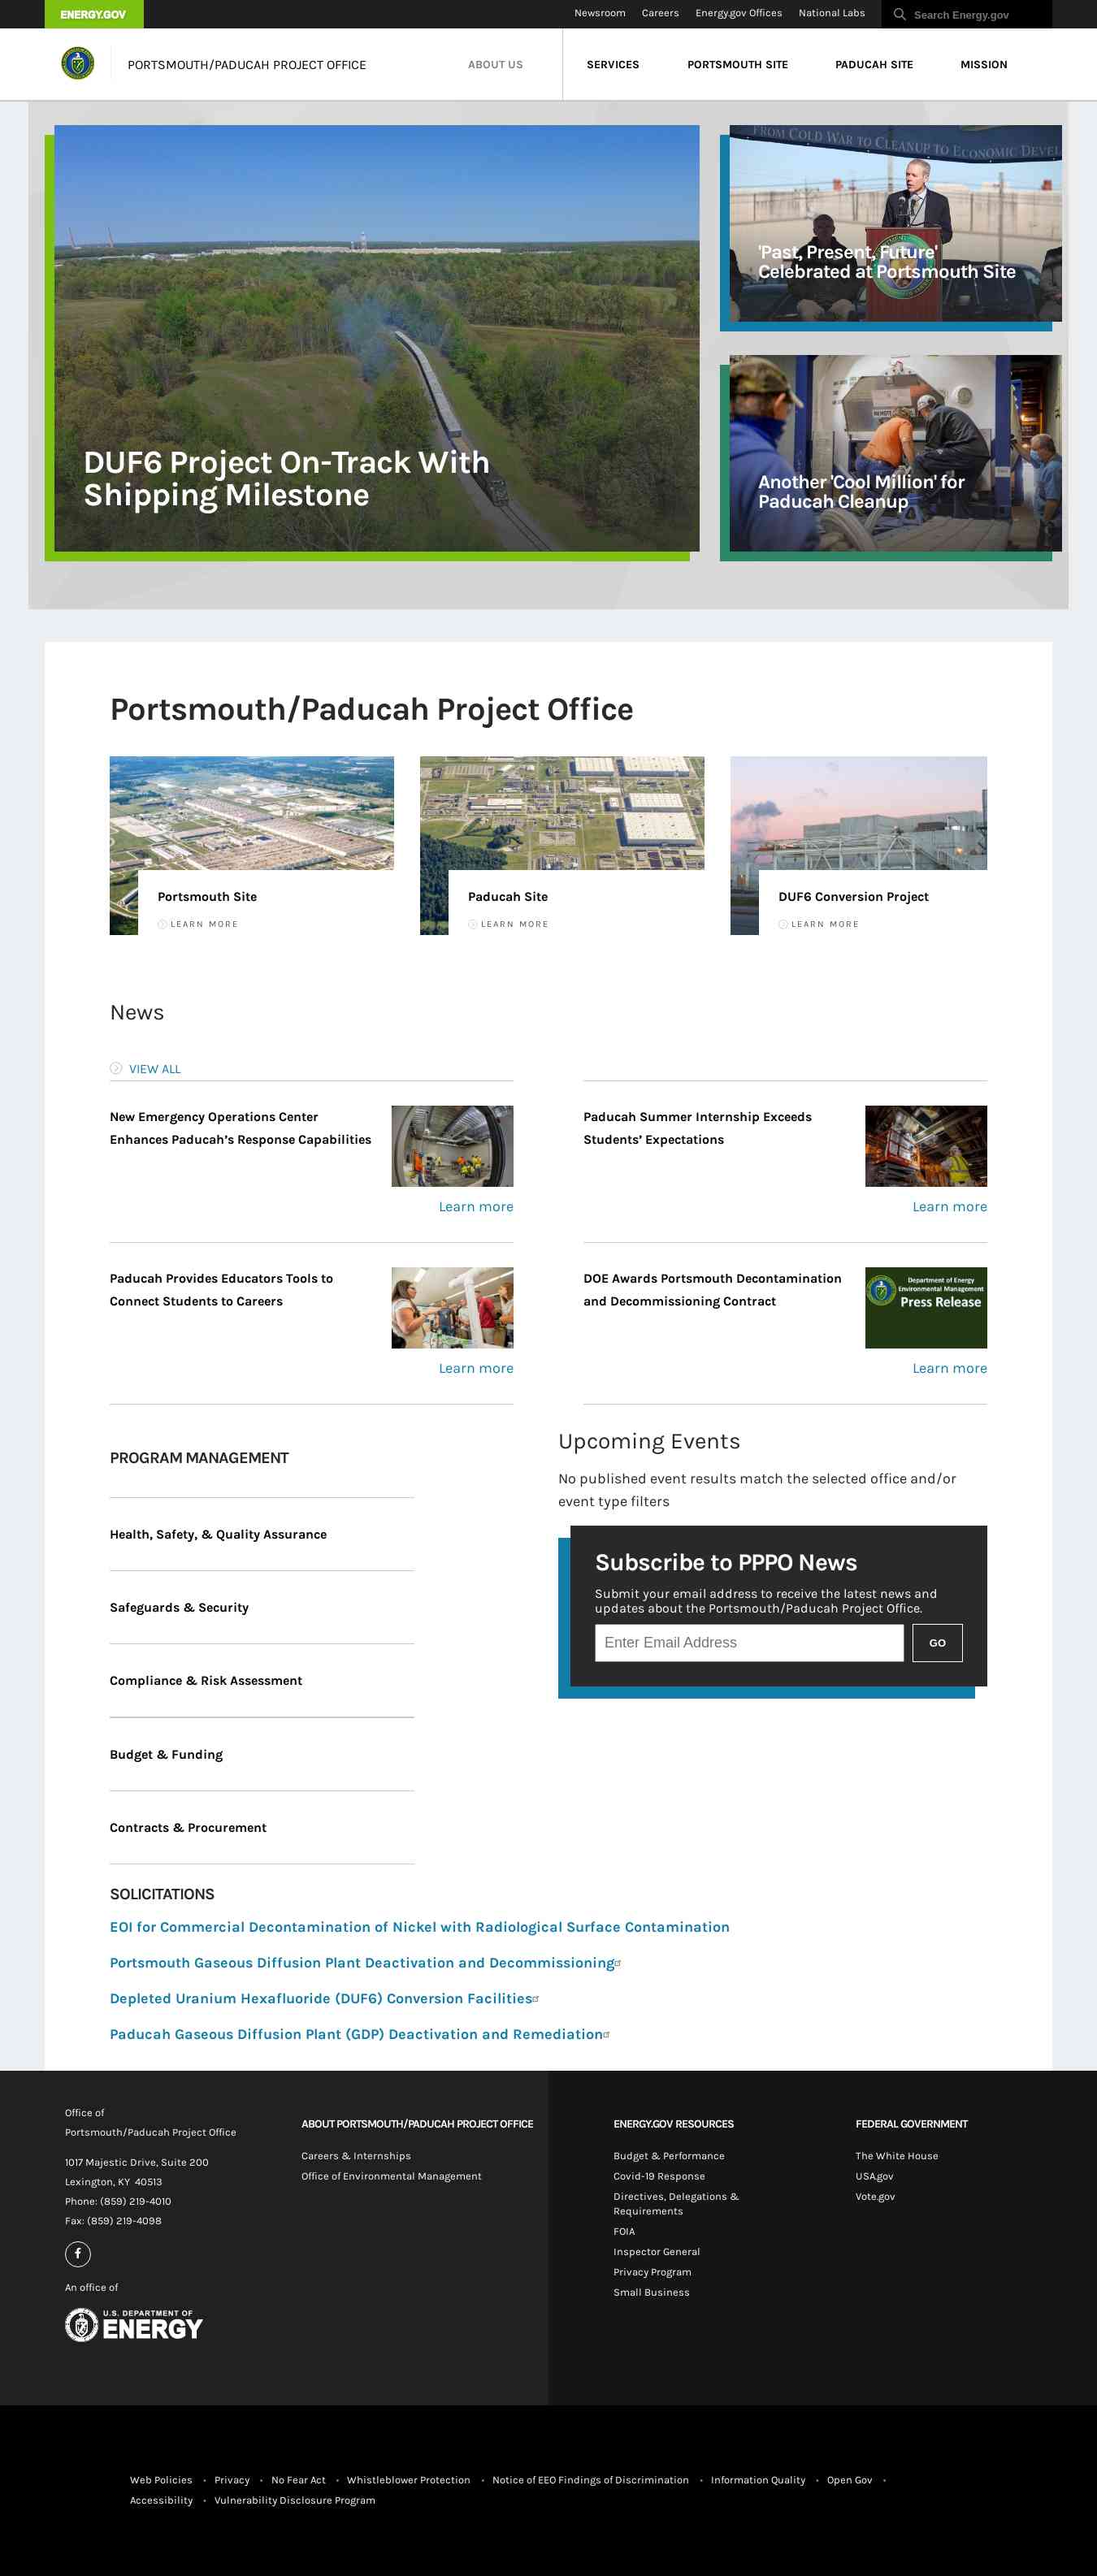 ENERGY.GOV
Newsroom
Careers
Energy.gov Offices
National Labs
Search Energy.gov
PORTSMOUTH/PADUCAH PROJECT OFFICE
ABOUT US
SERVICES
PORTSMOUTH SITE
PADUCAH SITE
MISSION
DUF6 Project On-Track With
Shipping Milestone
FROM COLD WAR TO CLEANUP TO ECONOMIC DEVEL
'Past, Present, Future'
Celebrated at Portsmouth Site
Another 'Cool Million' for
Paducah Cleanup
Portsmouth/Paducah Project Office
Portsmouth Site
LEARN MORE
Paducah Site
LEARN MORE
DUF6 Conversion Project
LEARN MORE
News
VIEW ALL
New Emergency Operations Center
Enhances Paducah’s Response Capabilities
Learn more
Paducah Summer Internship Exceeds
Students’ Expectations
Learn more
Paducah Provides Educators Tools to
Connect Students to Careers
Learn more
DOE Awards Portsmouth Decontamination
and Decommissioning Contract
Department of Energy
Environmental Management
Press Release
Learn more
PROGRAM MANAGEMENT
Health, Safety, & Quality Assurance
Safeguards & Security
Compliance & Risk Assessment
Budget & Funding
Contracts & Procurement
Upcoming Events
No published event results match the selected office and/or
event type filters
Subscribe to PPPO News
Submit your email address to receive the latest news and
updates about the Portsmouth/Paducah Project Office.
Enter Email Address
GO
SOLICITATIONS
EOI for Commercial Decontamination of Nickel with Radiological Surface Contamination
Portsmouth Gaseous Diffusion Plant Deactivation and Decommissioning
Depleted Uranium Hexafluoride (DUF6) Conversion Facilities
Paducah Gaseous Diffusion Plant (GDP) Deactivation and Remediation
Office of
Portsmouth/Paducah Project Office
1017 Majestic Drive, Suite 200
Lexington, KY 40513
Phone: (859) 219-4010
Fax: (859) 219-4098
An office of
U.S. DEPARTMENT OF
ENERGY
ABOUT PORTSMOUTH/PADUCAH PROJECT OFFICE
Careers & Internships
Office of Environmental Management
ENERGY.GOV RESOURCES
Budget & Performance
Covid-19 Response
Directives, Delegations &
Requirements
FOIA
Inspector General
Privacy Program
Small Business
FEDERAL GOVERNMENT
The White House
USA.gov
Vote.gov
Web Policies • Privacy • No Fear Act • Whistleblower Protection • Notice of EEO Findings of Discrimination • Information Quality • Open Gov •
Accessibility • Vulnerability Disclosure Program